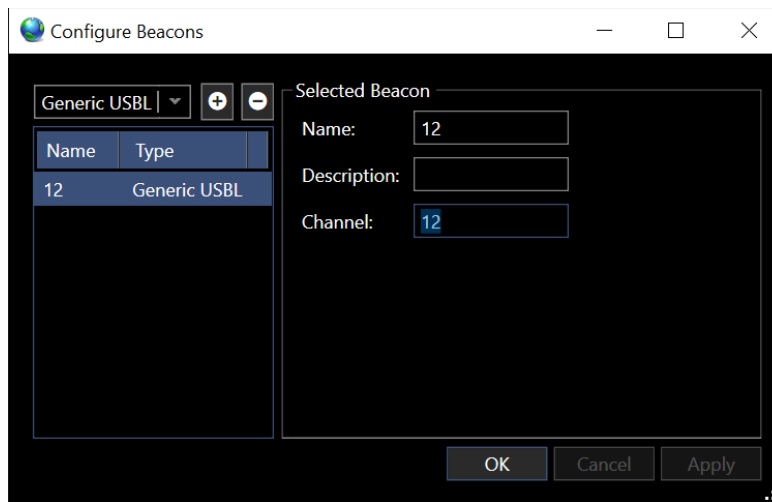 Configure Beacons
Generic USBL
Selected Beacon
Name: 12
Name Type
Description:
12 Generic USBL
Channel: 12
OK Cancel Apply